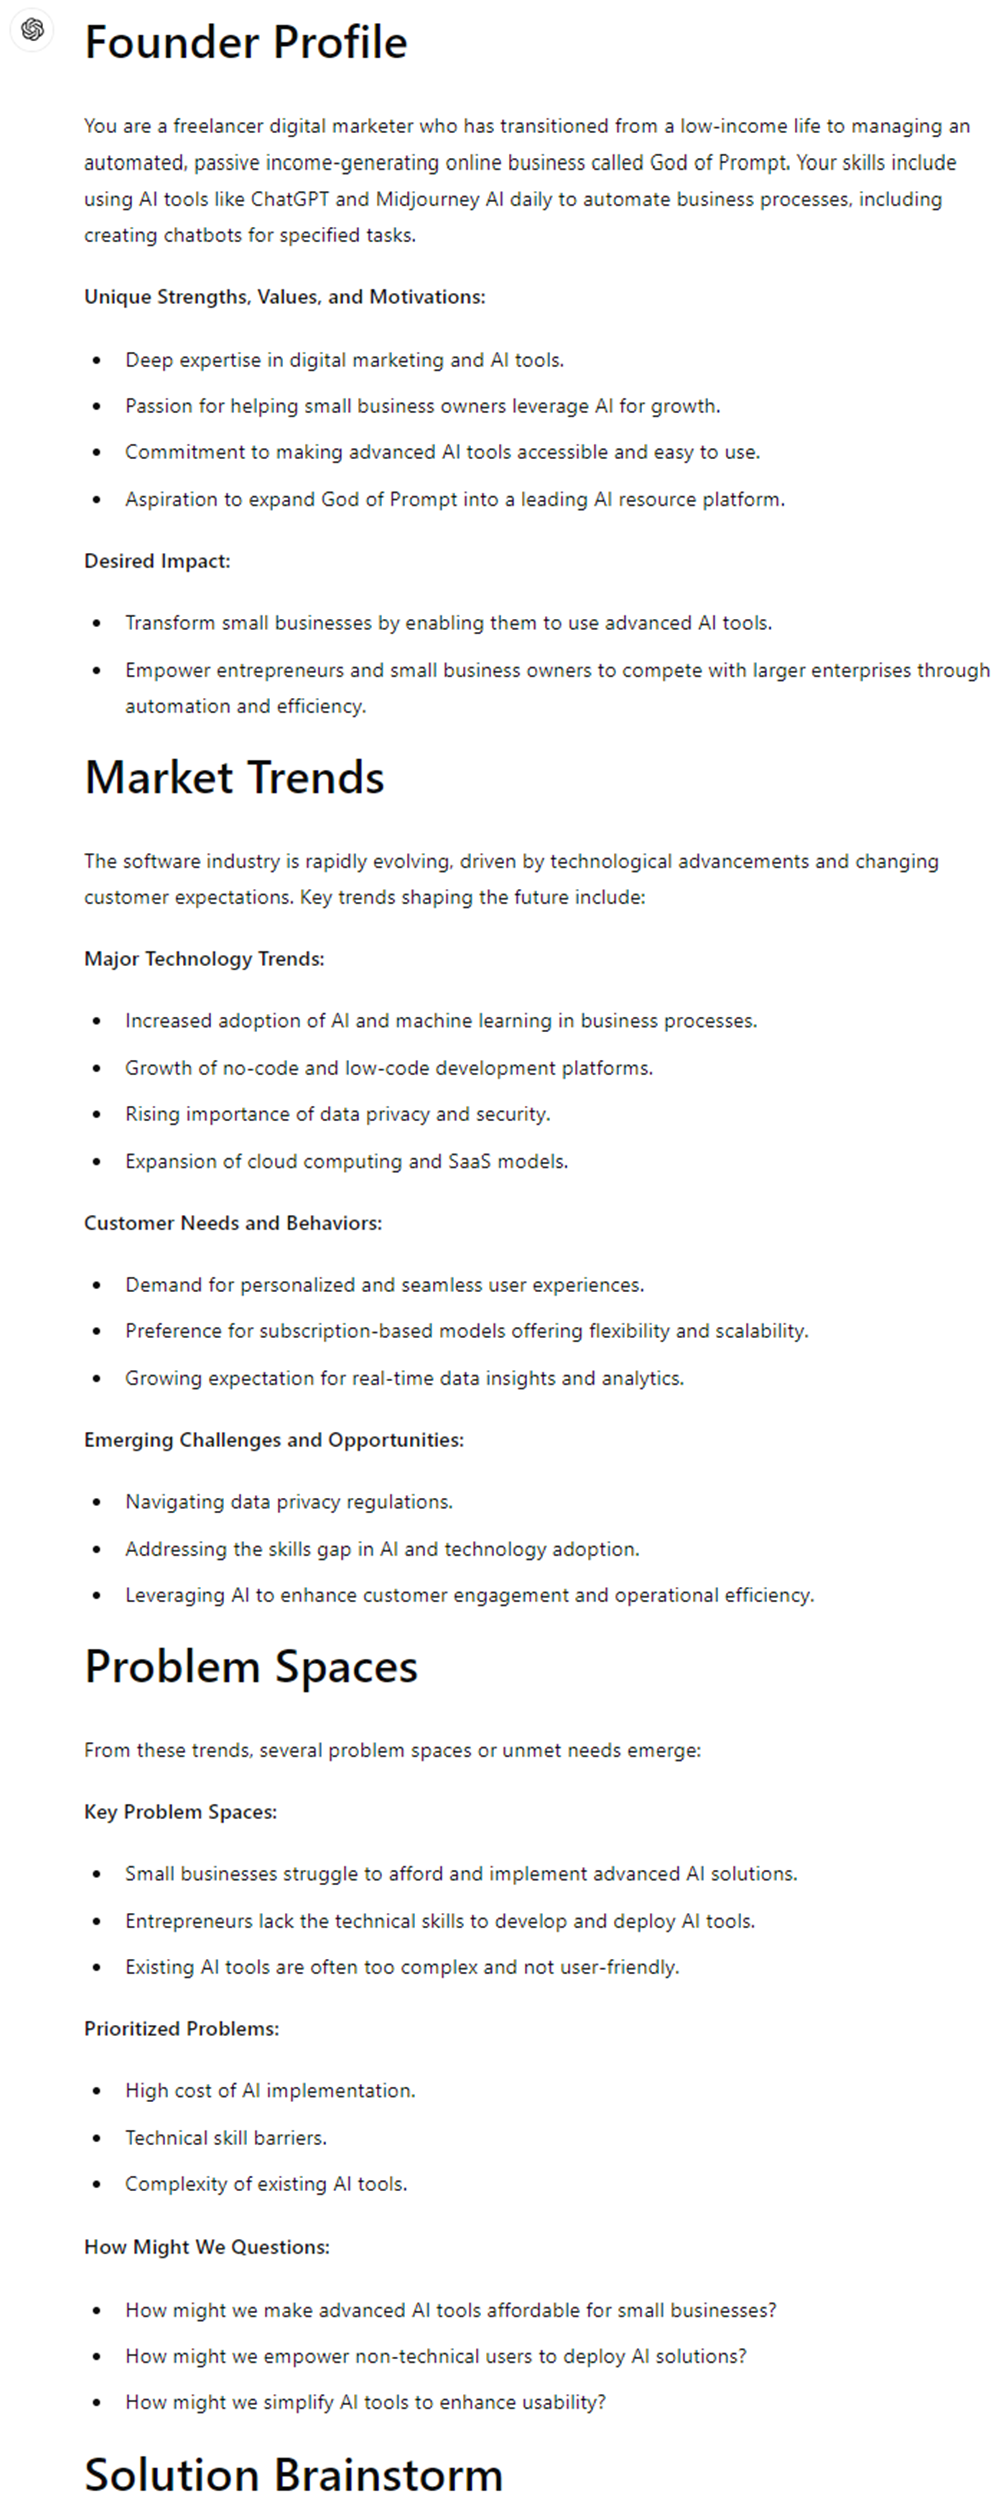 Founder Profile
You are a freelancer digital marketer who has transitioned from a low-income life to managing an
automated, passive income-generating online business called God of Prompt. Your skills include
using AI tools like ChatGPT and Midjourney AI daily to automate business processes, including
creating chatbots for specified tasks.
Unique Strengths, Values, and Motivations:
• Deep expertise in digital marketing and AI tools.
• Passion for helping small business owners leverage AI for growth.
• Commitment to making advanced AI tools accessible and easy to use.
• Aspiration to expand God of Prompt into a leading AI resource platform.
Desired Impact:
• Transform small businesses by enabling them to use advanced AI tools.
• Empower entrepreneurs and small business owners to compete with larger enterprises through
automation and efficiency.
Market Trends
The software industry is rapidly evolving, driven by technological advancements and changing
customer expectations. Key trends shaping the future include:
Major Technology Trends:
• Increased adoption of AI and machine learning in business processes.
• Growth of no-code and low-code development platforms.
• Rising importance of data privacy and security.
• Expansion of cloud computing and SaaS models.
Customer Needs and Behaviors:
• Demand for personalized and seamless user experiences.
• Preference for subscription-based models offering flexibility and scalability.
• Growing expectation for real-time data insights and analytics.
Emerging Challenges and Opportunities:
• Navigating data privacy regulations.
• Addressing the skills gap in AI and technology adoption.
• Leveraging AI to enhance customer engagement and operational efficiency.
Problem Spaces
From these trends, several problem spaces or unmet needs emerge:
Key Problem Spaces:
• Small businesses struggle to afford and implement advanced AI solutions.
• Entrepreneurs lack the technical skills to develop and deploy AI tools.
• Existing AI tools are often too complex and not user-friendly.
Prioritized Problems:
• High cost of AI implementation.
• Technical skill barriers.
• Complexity of existing AI tools.
How Might We Questions:
• How might we make advanced AI tools affordable for small businesses?
• How might we empower non-technical users to deploy AI solutions?
• How might we simplify AI tools to enhance usability?
Solution Brainstorm